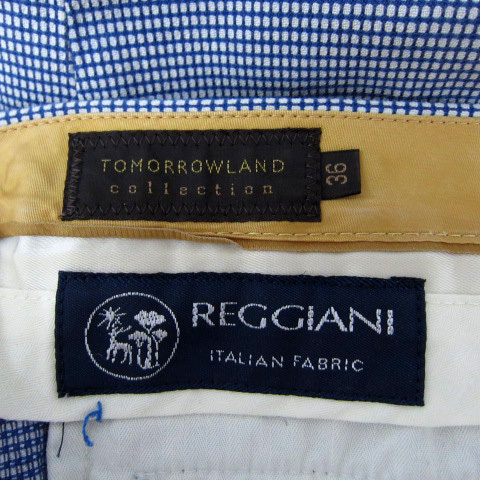 TOMORROWLAND
collection
36
REGGIANI
ITALIAN FABRIC